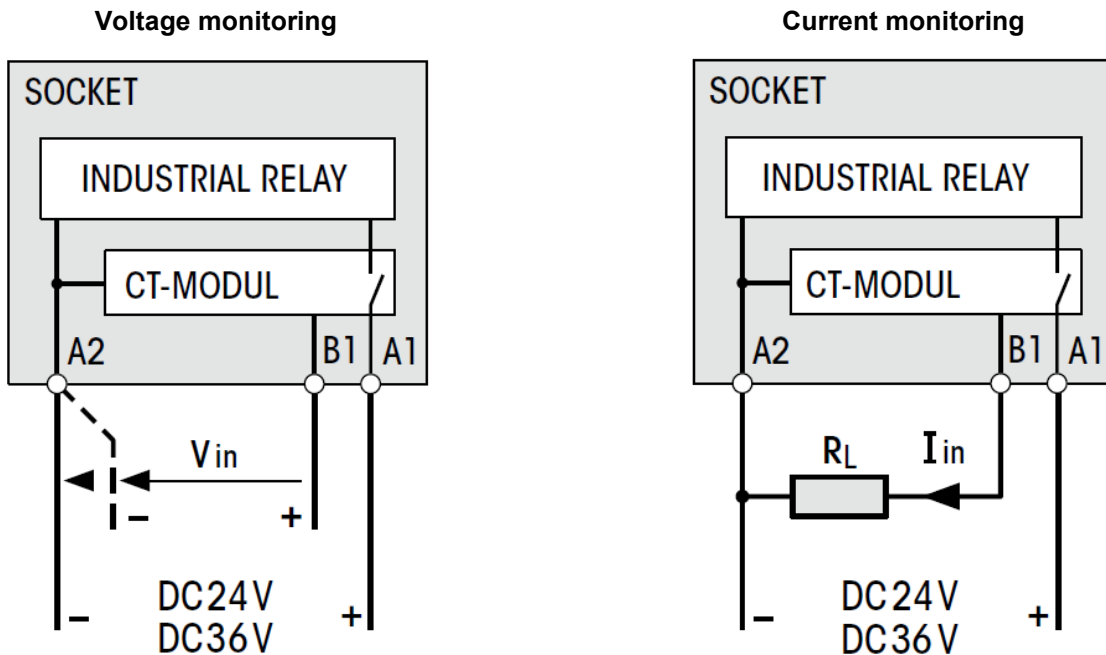 Voltage monitoring
SOCKET
INDUSTRIAL RELAY
CT-MODUL
A2
B1
A1
Vin
−
+
−
DC24V
+
DC36V
Current monitoring
SOCKET
INDUSTRIAL RELAY
CT-MODUL
A2
B1
A1
RL
Iin
−
DC24V
+
DC36V